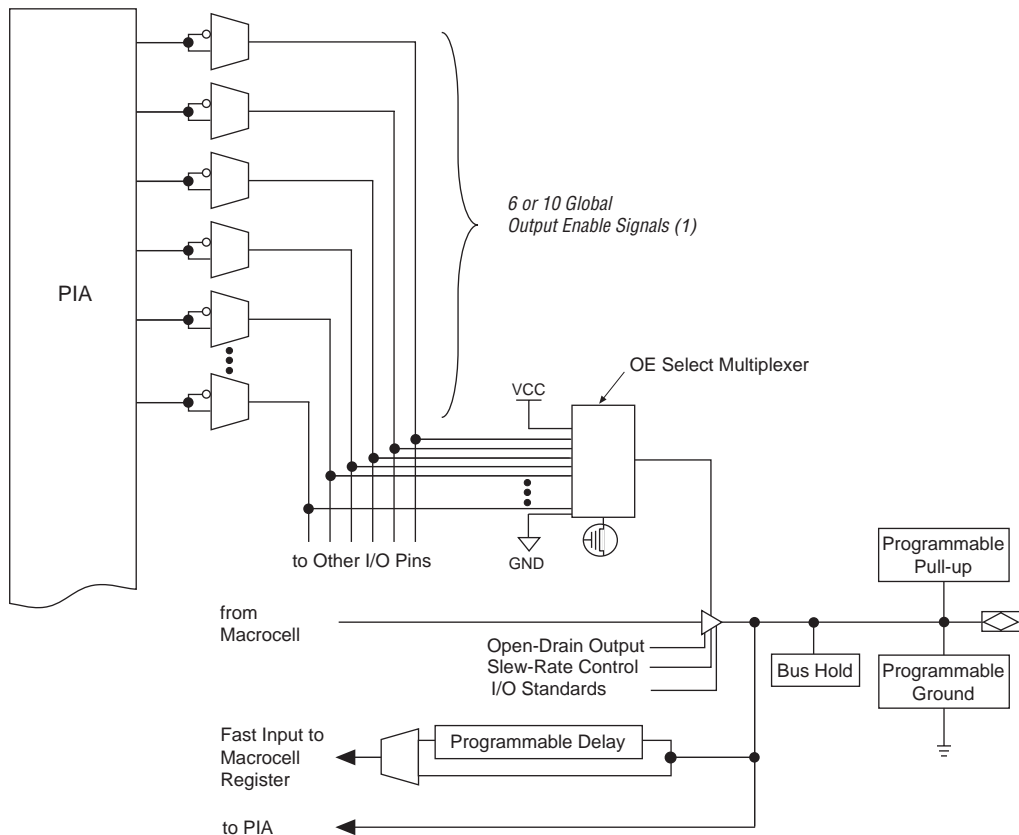 PIA
6 or 10 Global
Output Enable Signals (1)
OE Select Multiplexer
VCC
to Other I/O Pins
GND
Programmable
Pull-up
from
Macrocell
Open-Drain Output
Slew-Rate Control
I/O Standards
Bus Hold
Programmable
Ground
Fast Input to
Macrocell
Register
Programmable Delay
to PIA